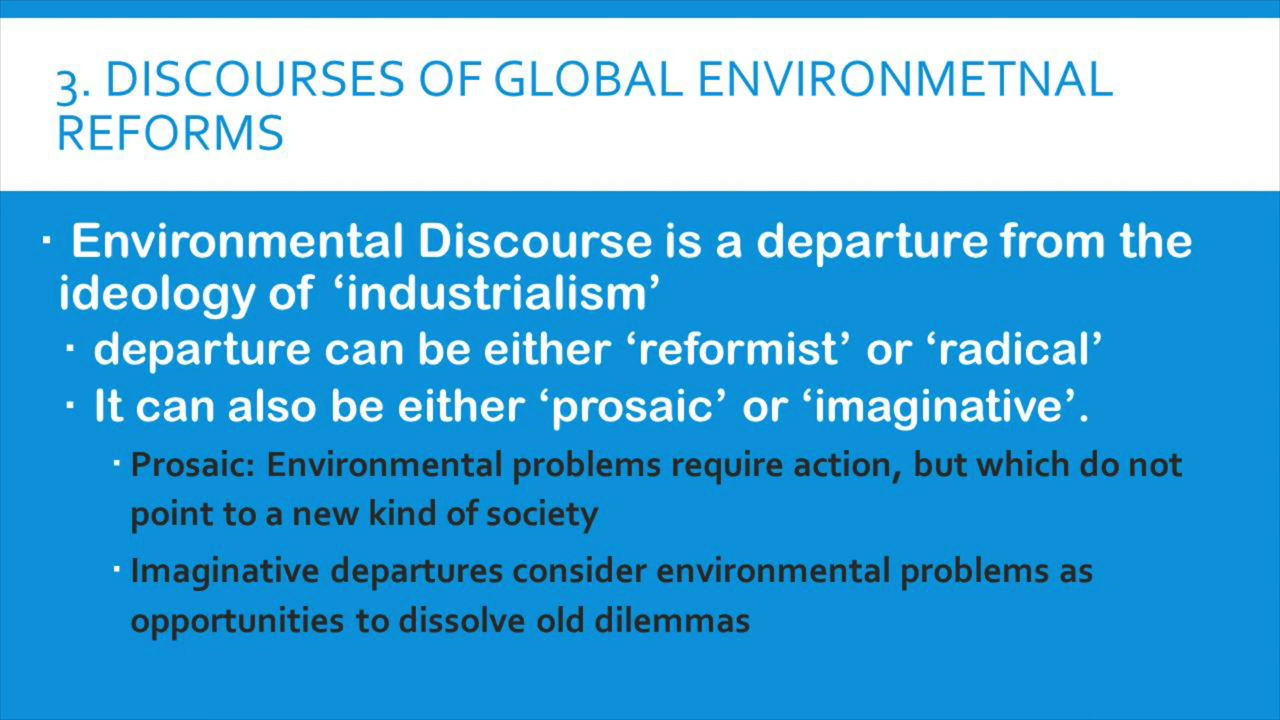 3. DISCOURSES OF GLOBAL ENVIRONMETNAL
REFORMS
▪ Environmental Discourse is a departure from the
ideology of ‘industrialism’
▪ departure can be either ‘reformist’ or ‘radical’
▪ It can also be either ‘prosaic’ or ‘imaginative’.
▪ Prosaic: Environmental problems require action, but which do not
point to a new kind of society
▪ Imaginative departures consider environmental problems as
opportunities to dissolve old dilemmas